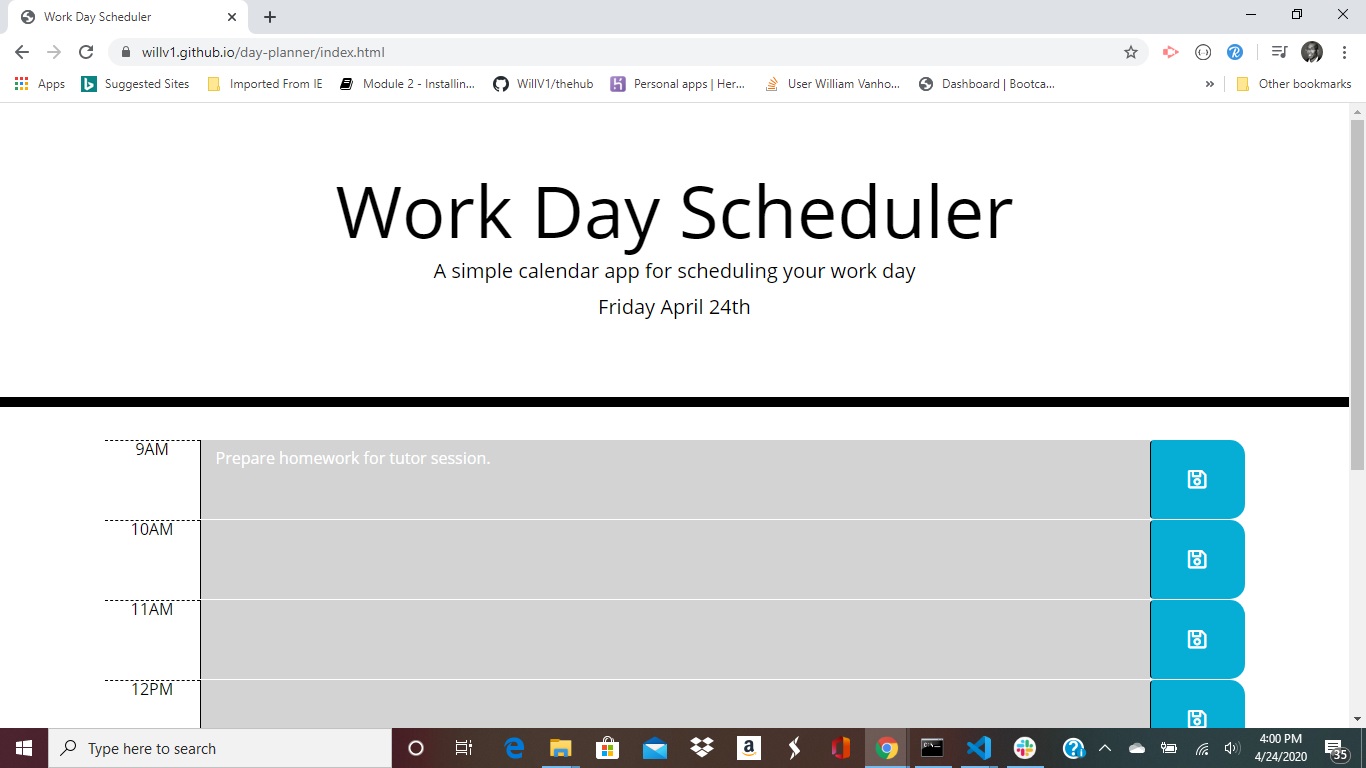 Work Day Scheduler
willv1.github.io/day-planner/index.html
Apps
Suggested Sites
Imported From IE
Module 2 - Installin...
WillV1/thehub
Personal apps | Her...
User William Vanho...
Dashboard | Bootca...
Other bookmarks
Work Day Scheduler
A simple calendar app for scheduling your work day
Friday April 24th
9AM
Prepare homework for tutor session.
10AM
11AM
12PM
Type here to search
4:00 PM
4/24/2020
35